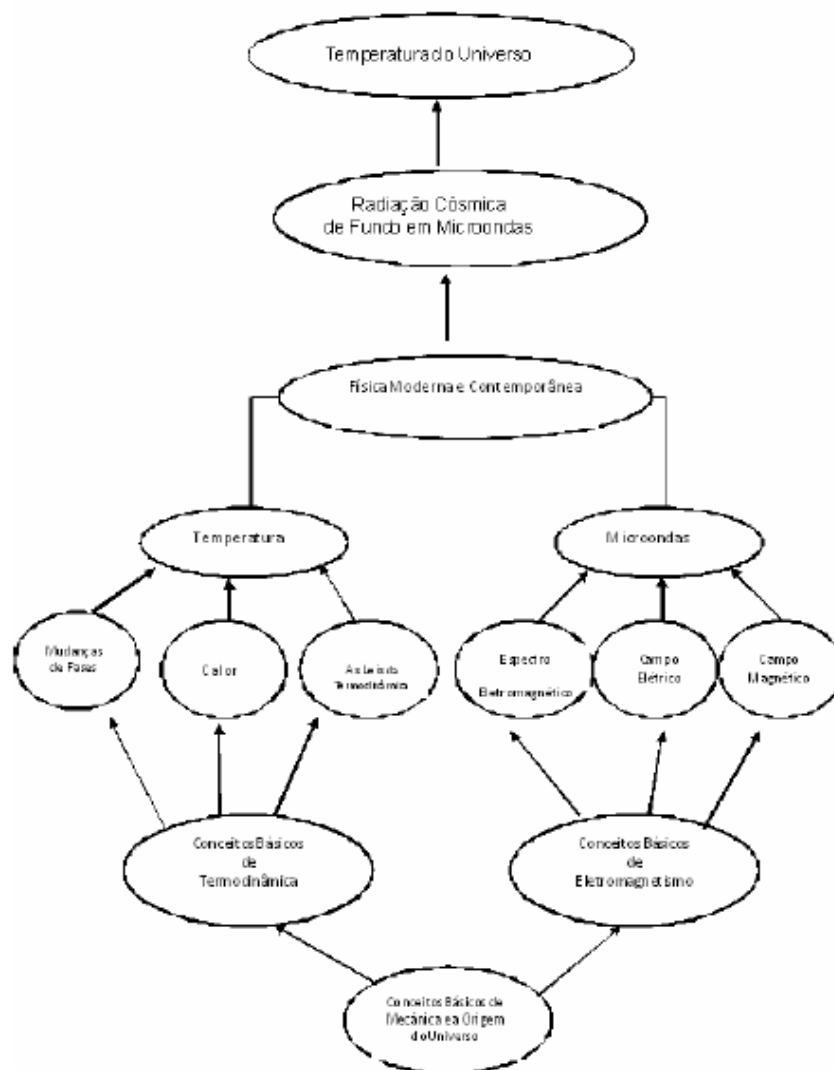 Temperatura do Universo
Radiação Cósmica
de Fundo em Microondas
Física Moderna e Contemporânea
Temperatura
Microondas
Mudanças
de Fases
Calor
As Leis da
Termodinâmica
Espectro
Eletromagnético
Campo
Elétrico
Campo
Magnético
Conceitos Básicos
de
Termodinâmica
Conceitos Básicos
de
Eletromagnetismo
Conceitos Básicos de
Mecânica e a Origem
do Universo